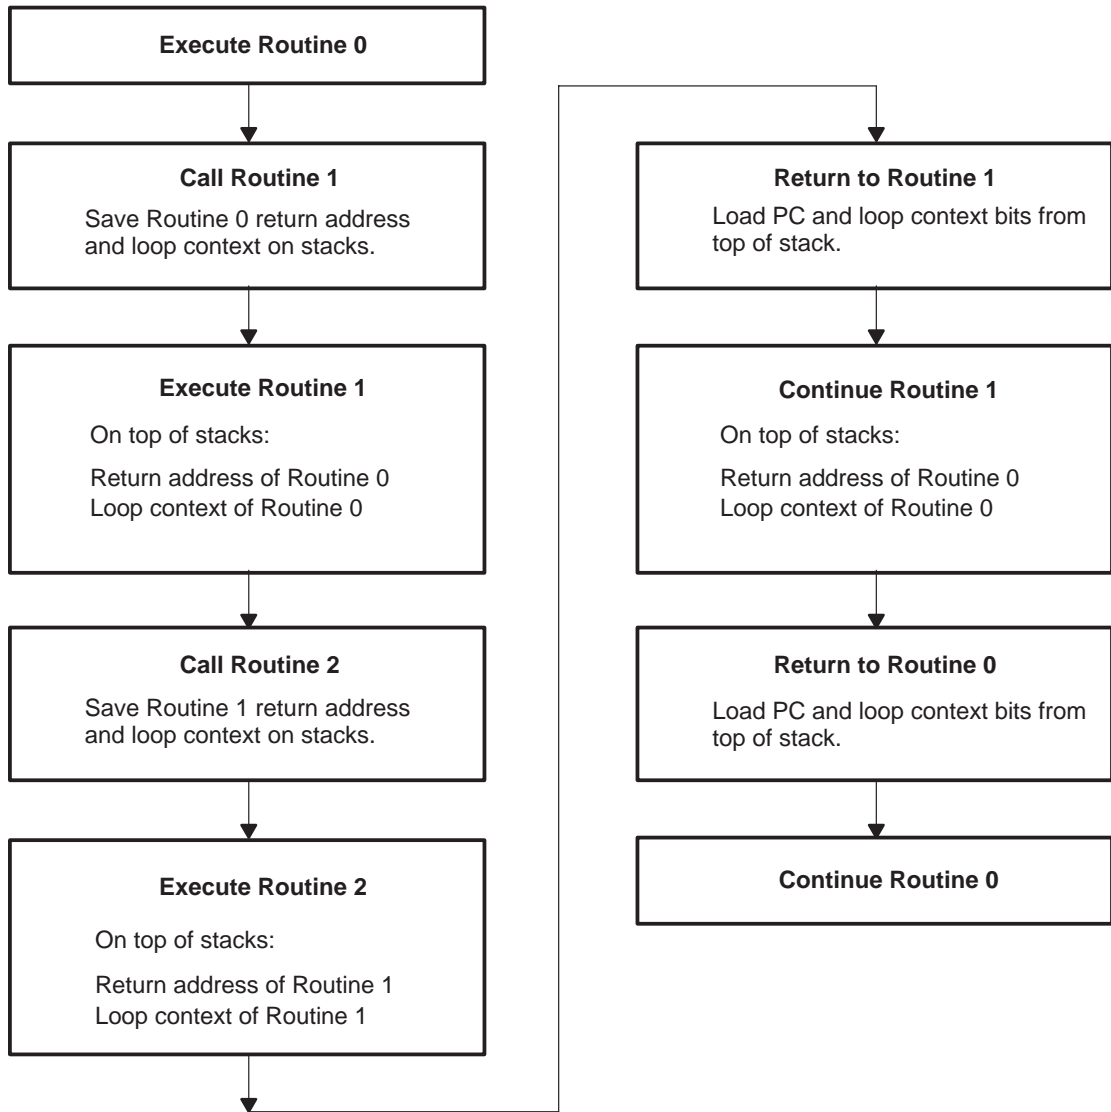 Execute Routine 0
Call Routine 1
Save Routine 0 return address
and loop context on stacks.
Execute Routine 1
On top of stacks:
Return address of Routine 0
Loop context of Routine 0
Call Routine 2
Save Routine 1 return address
and loop context on stacks.
Execute Routine 2
On top of stacks:
Return address of Routine 1
Loop context of Routine 1
Return to Routine 1
Load PC and loop context bits from
top of stack.
Continue Routine 1
On top of stacks:
Return address of Routine 0
Loop context of Routine 0
Return to Routine 0
Load PC and loop context bits from
top of stack.
Continue Routine 0